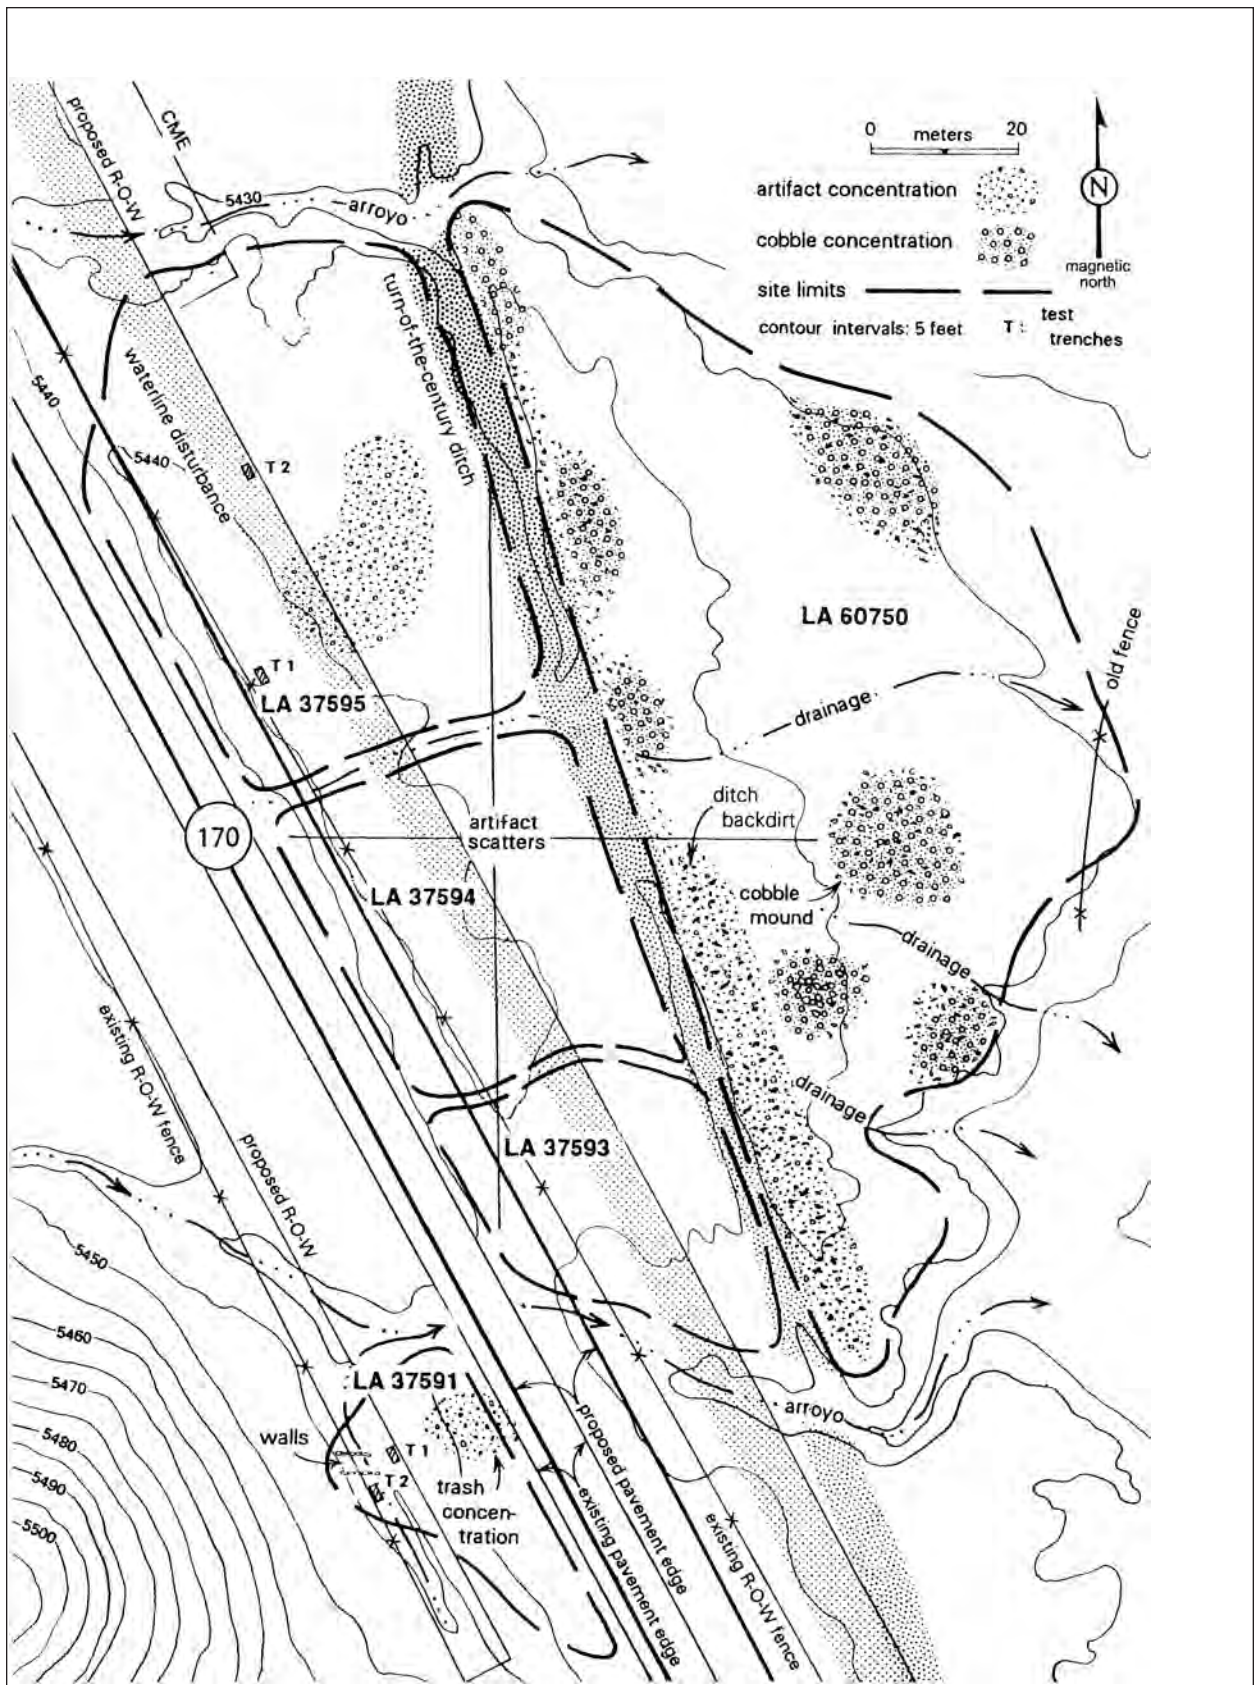 0 meters 20
artifact concentration
cobble concentration
site limits
contour intervals: 5 feet
T: test
trenches
N
magnetic
north
proposed R-O-W
CME
5430
arroyo
turn-of-the-century ditch
waterline disturbance
5440
5440
T 2
T 1
LA 37595
LA 60750
old fence
drainage
ditch
backdirt
170
artifact
scatters
LA 37594
cobble
mound
drainage
existing R-O-W fence
drainage
LA 37593
proposed R-O-W
5450
5460
5470
5480
5490
5500
LA 37591
walls
T 1
T 2
trash
concen-
tration
arroyo
proposed pavement edge
existing pavement edge
existing R-O-W fence